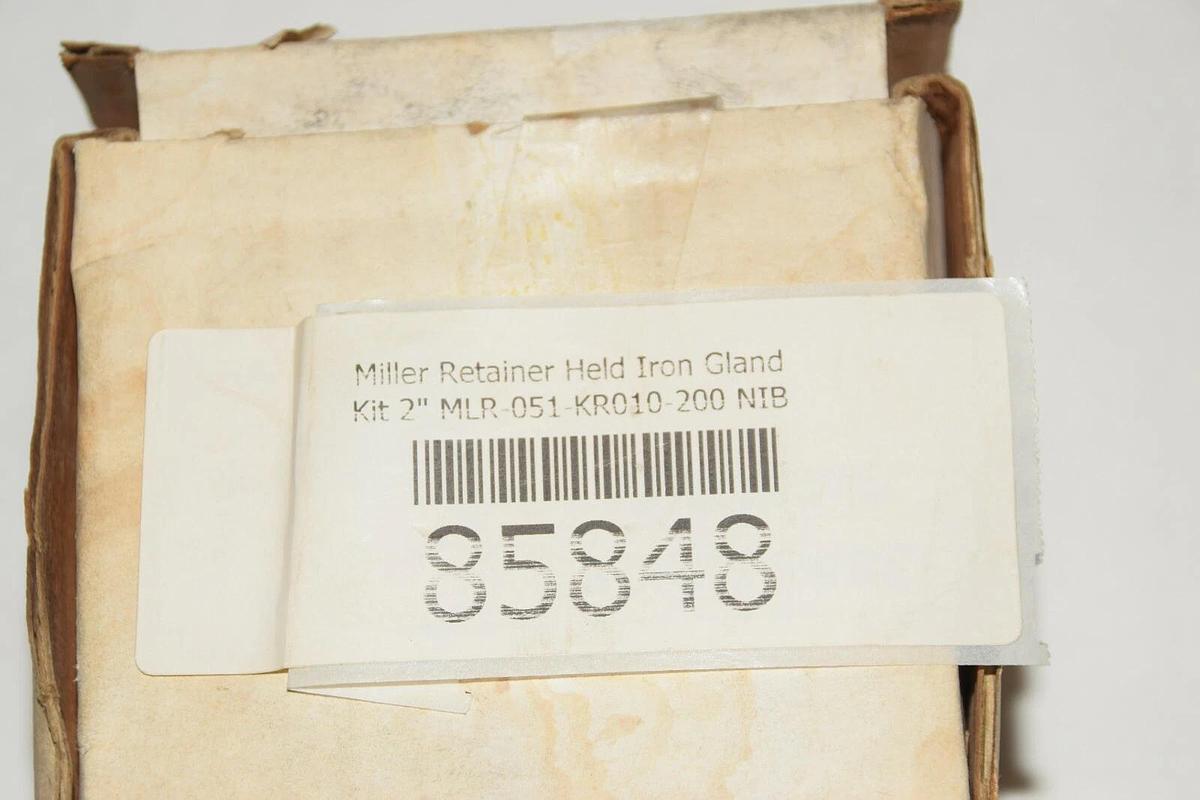 Miller Retainer Held Iron Gland
Kit 2" MLR-051-KR010-200 NIB
85848